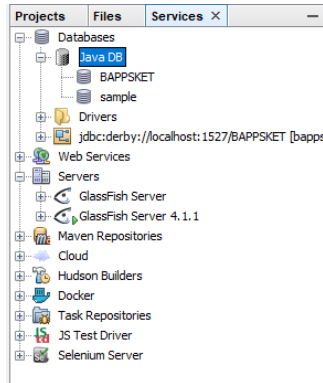 Projects Files Services ×
Databases
Java DB
BAPPSKET
sample
Drivers
jdbc:derby://localhost:1527/BAPPSKET [bapps
Web Services
Servers
GlassFish Server
GlassFish Server 4.1.1
Maven Repositories
Cloud
Hudson Builders
Docker
Task Repositories
JS Test Driver
Selenium Server